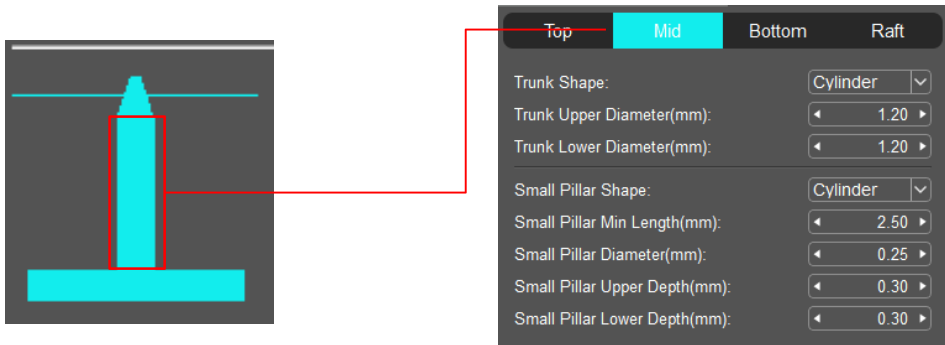 Top Mid Bottom Raft
Trunk Shape: Cylinder
Trunk Upper Diameter(mm): 1.20
Trunk Lower Diameter(mm): 1.20
Small Pillar Shape: Cylinder
Small Pillar Min Length(mm): 2.50
Small Pillar Diameter(mm): 0.25
Small Pillar Upper Depth(mm): 0.30
Small Pillar Lower Depth(mm): 0.30